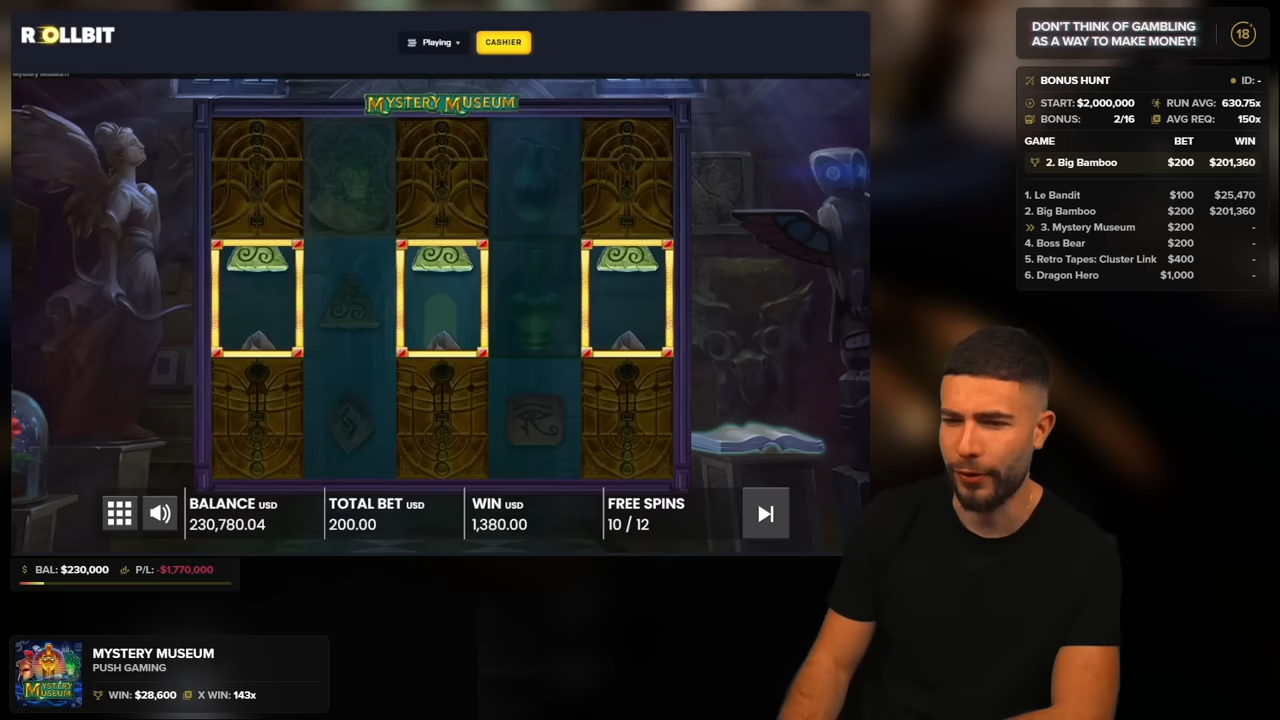 ROLLBIT
Playing
CASHIER
Mystery Museum
MYSTERY MUSEUM
BALANCE USD
230,780.04
TOTAL BET USD
200.00
WIN USD
1,380.00
FREE SPINS
10 / 12
BAL: $230,000 P/L: -$1,770,000
MYSTERY MUSEUM
PUSH GAMING
WIN: $28,600 X WIN: 143x
MYSTERY MUSEUM
DON'T THINK OF GAMBLING
AS A WAY TO MAKE MONEY!
18+
BONUS HUNT ID: -
START: $2,000,000 RUN AVG: 630.75x
BONUS: 2/16 AVG REQ: 150x
GAME BET WIN
2. Big Bamboo $200 $201,360
1. Le Bandit $100 $25,470
2. Big Bamboo $200 $201,360
3. Mystery Museum $200 -
4. Boss Bear $200 -
5. Retro Tapes: Cluster Link $400 -
6. Dragon Hero $1,000 -